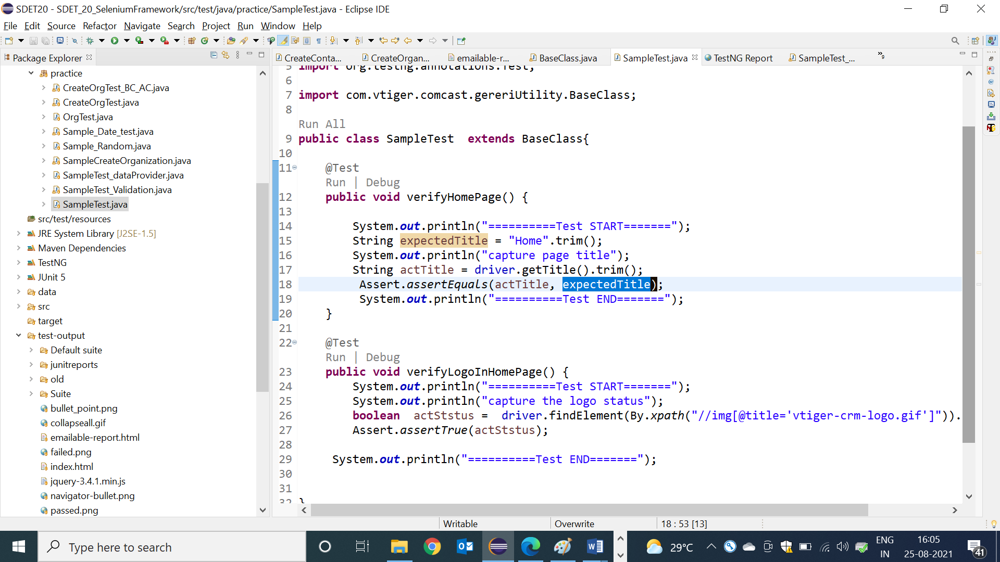 SDET20 - SDET_20_SeleniumFramework/src/test/java/practice/SampleTest.java - Eclipse IDE
File Edit Source Refactor Navigate Search Project Run Window Help
Package Explorer
practice
CreateOrgTest_BC_AC.java
CreateOrgTest.java
OrgTest.java
Sample_Date_test.java
Sample_Random.java
SampleCreateOrganization.java
SampleTest_dataProvider.java
SampleTest_Validation.java
SampleTest.java
src/test/resources
JRE System Library [J2SE-1.5]
Maven Dependencies
TestNG
JUnit 5
data
src
target
test-output
Default suite
junitreports
old
Suite
bullet_point.png
collapseall.gif
emailable-report.html
failed.png
index.html
jquery-3.4.1.min.js
navigator-bullet.png
passed.png
CreateConta... CreateOrgan... emailable-r... BaseClass.java SampleTest.java TestNG Report SampleTest_... »9
5 import org.testng.annotations.Test;
6
7 import com.vtiger.comcast.gereriUtility.BaseClass;
8
Run All
9 public class SampleTest  extends BaseClass{
10
11 @Test
Run | Debug
12 public void verifyHomePage() {
13
14 System.out.println("==========Test START=======");
15 String expectedTitle = "Home".trim();
16 System.out.println("capture page title");
17 String actTitle = driver.getTitle().trim();
18 Assert.assertEquals(actTitle, expectedTitle);
19 System.out.println("==========Test END=======");
20 }
21
22 @Test
Run | Debug
23 public void verifyLogoInHomePage() {
24 System.out.println("==========Test START=======");
25 System.out.println("capture the logo status");
26 boolean  actStstus =  driver.findElement(By.xpath("//img[@title='vtiger-crm-logo.gif']")).
27 Assert.assertTrue(actStstus);
28
29 System.out.println("==========Test END=======");
30
31
32 }
Writable Overwrite 18 : 53 [13]
Type here to search
29°C
ENG
IN
16:05
25-08-2021
41